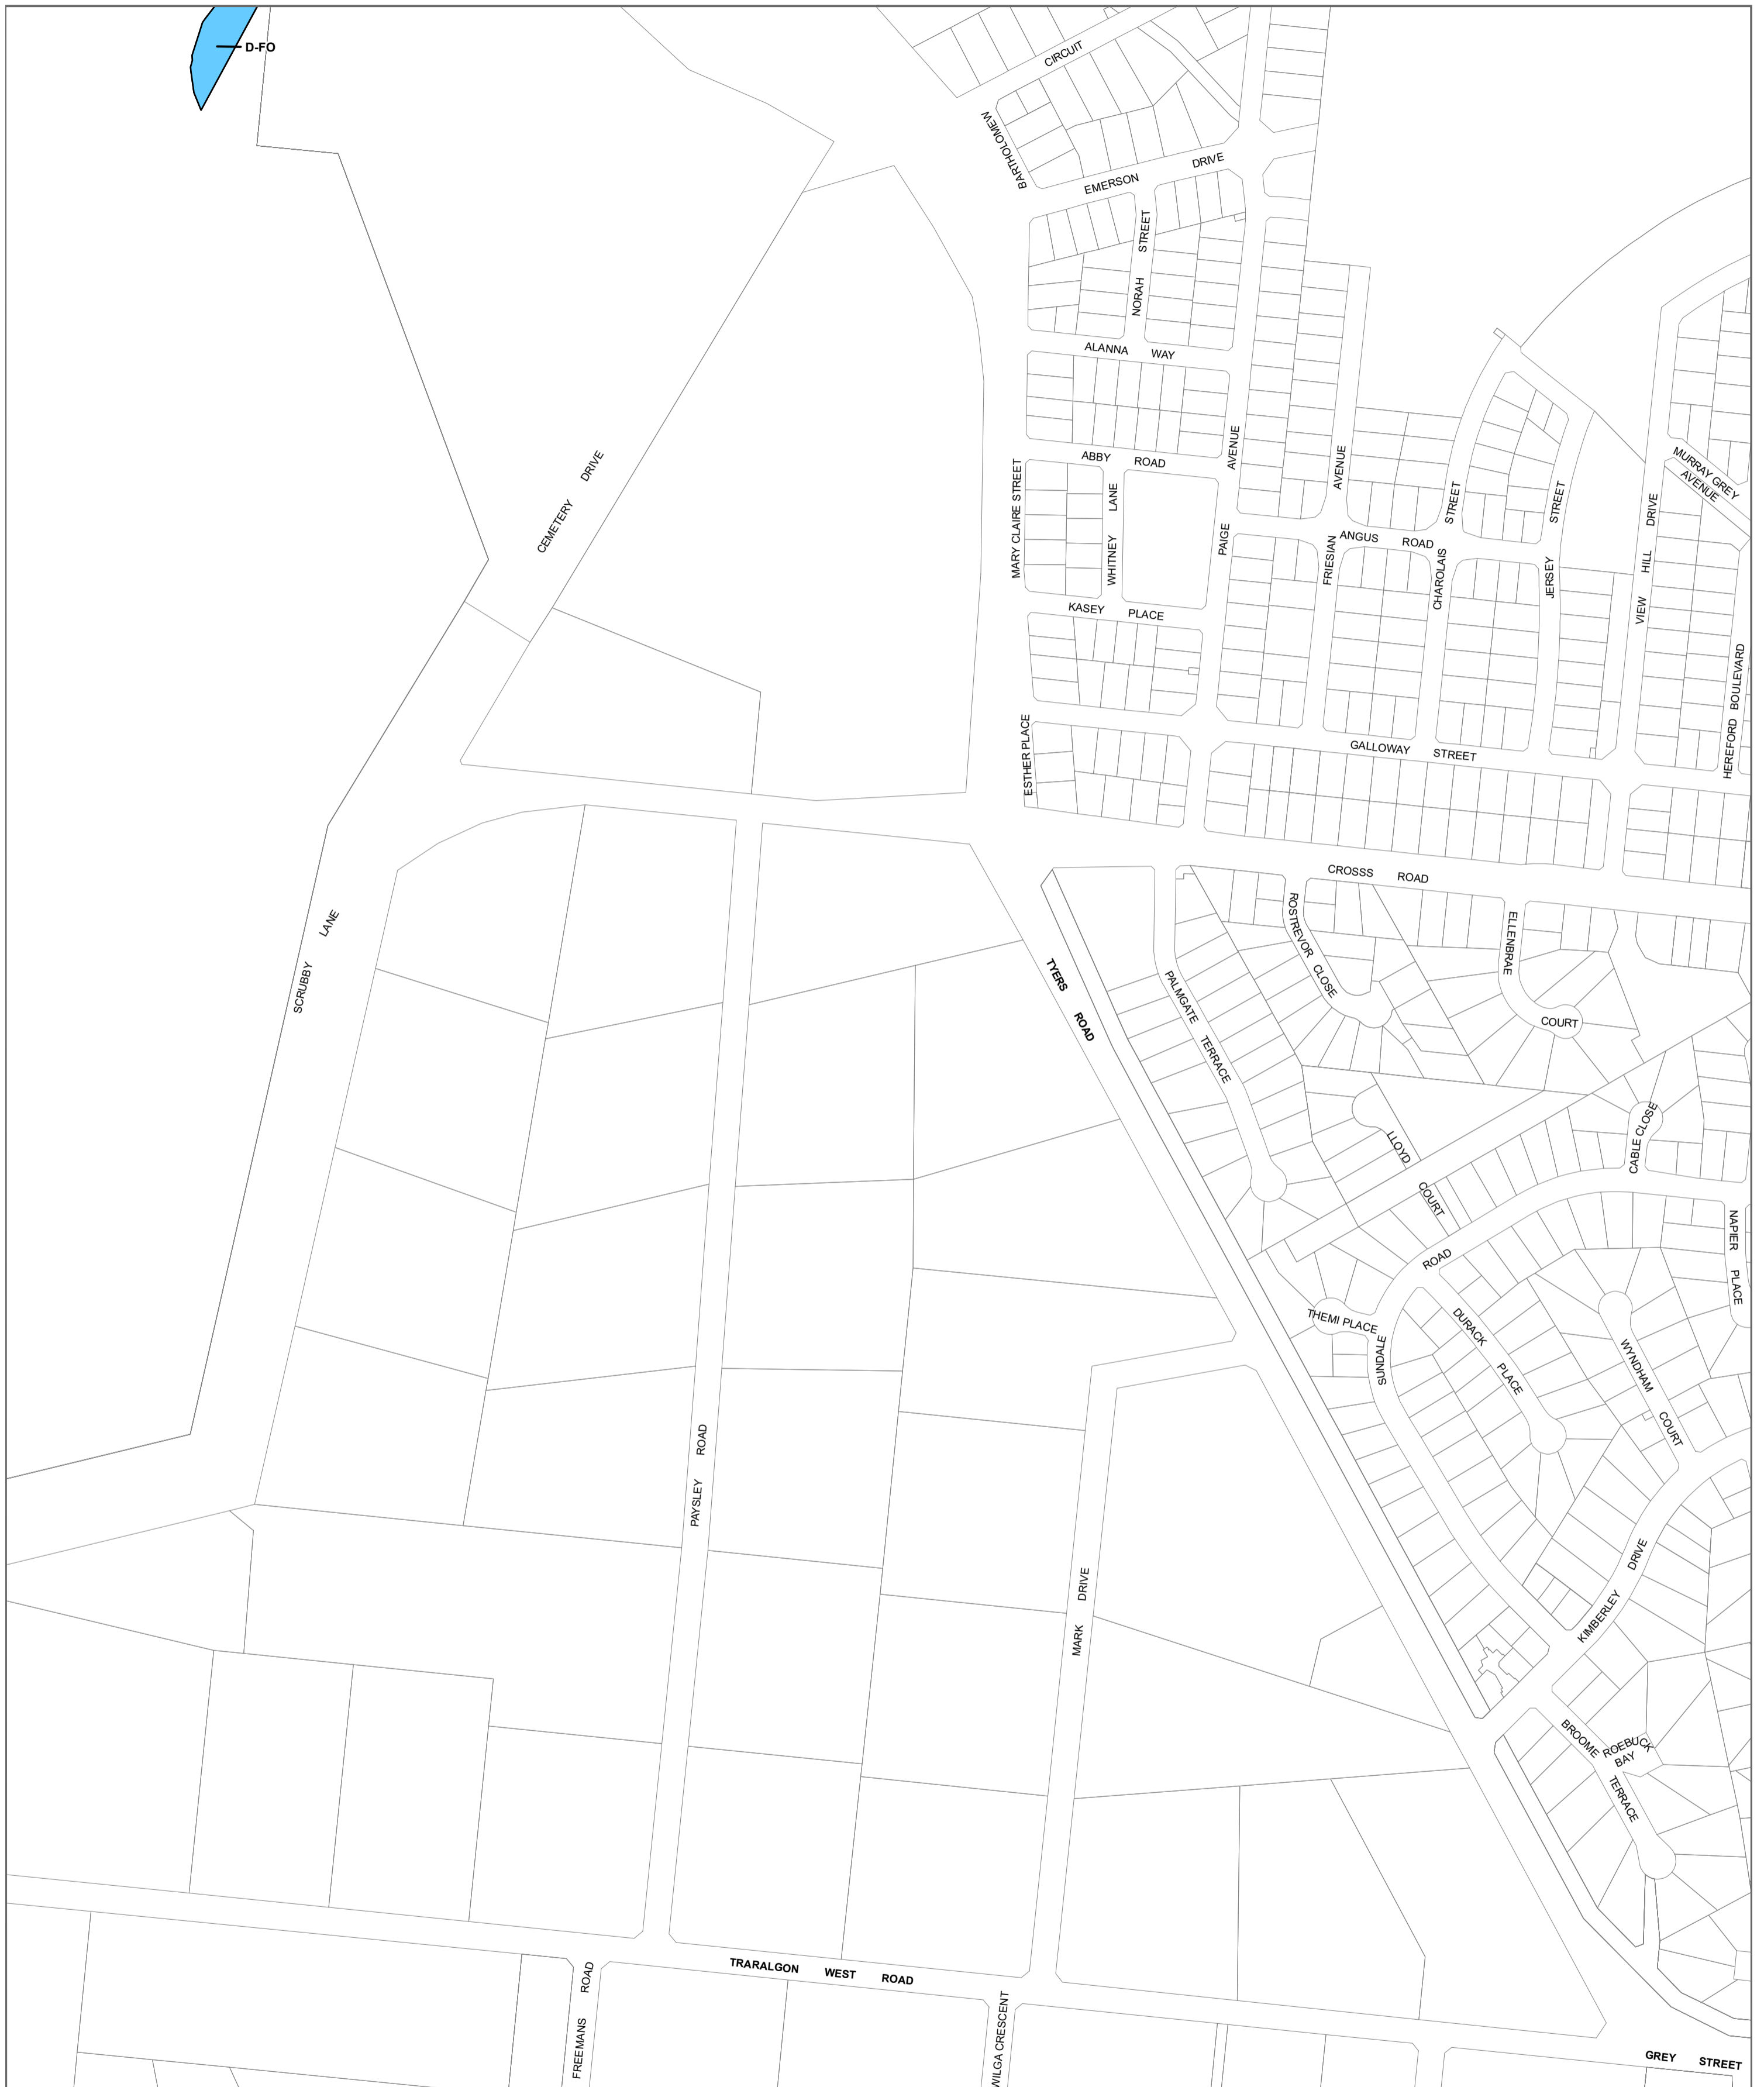 D-FO
CIRCUIT
BARTHOLOMEW
DRIVE
EMERSON
STREET
NORAH
ALANNA WAY
AVENUE
ABBY ROAD
AVENUE
MURRAY GREY
AVENUE
CEMETERY DRIVE
MARY CLAIRE STREET
WHITNEY LANE
STREET
STREET
VIEW HILL DRIVE
PAIGE
FRIESIAN
ANGUS ROAD
CHAROLAIS
JERSEY
KASEY PLACE
HEREFORD BOULEVARD
ESTHER PLACE
GALLOWAY STREET
CROSSS ROAD
SCRUBBY LANE
ROSTREVOR CLOSE
ELLENBRAE
COURT
TYERS ROAD
PALMGATE TERRACE
LLOYD COURT
CABLE CLOSE
NAPIER PLACE
ROAD
THEMI PLACE
SUNDALE
DURACK PLACE
WYNDHAM COURT
PAYSLEY ROAD
MARK DRIVE
KIMBERLEY DRIVE
BROOME TERRACE
ROEBUCK
BAY
TRARALGON WEST ROAD
FREEMANS ROAD
WILGA CRESCENT
GREY STREET